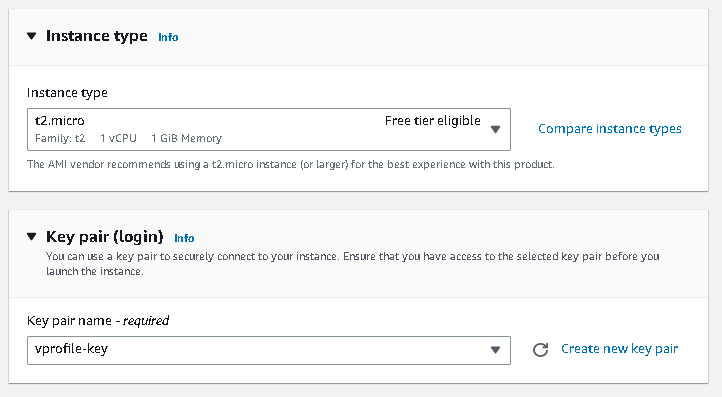 Instance type Info
Instance type
t2.micro Free tier eligible
Family: t2 1 vCPU 1 GiB Memory
Compare instance types
The AMI vendor recommends using a t2.micro instance (or larger) for the best experience with this product.
Key pair (login) Info
You can use a key pair to securely connect to your instance. Ensure that you have access to the selected key pair before you
launch the instance.
Key pair name - required
vprofile-key
Create new key pair